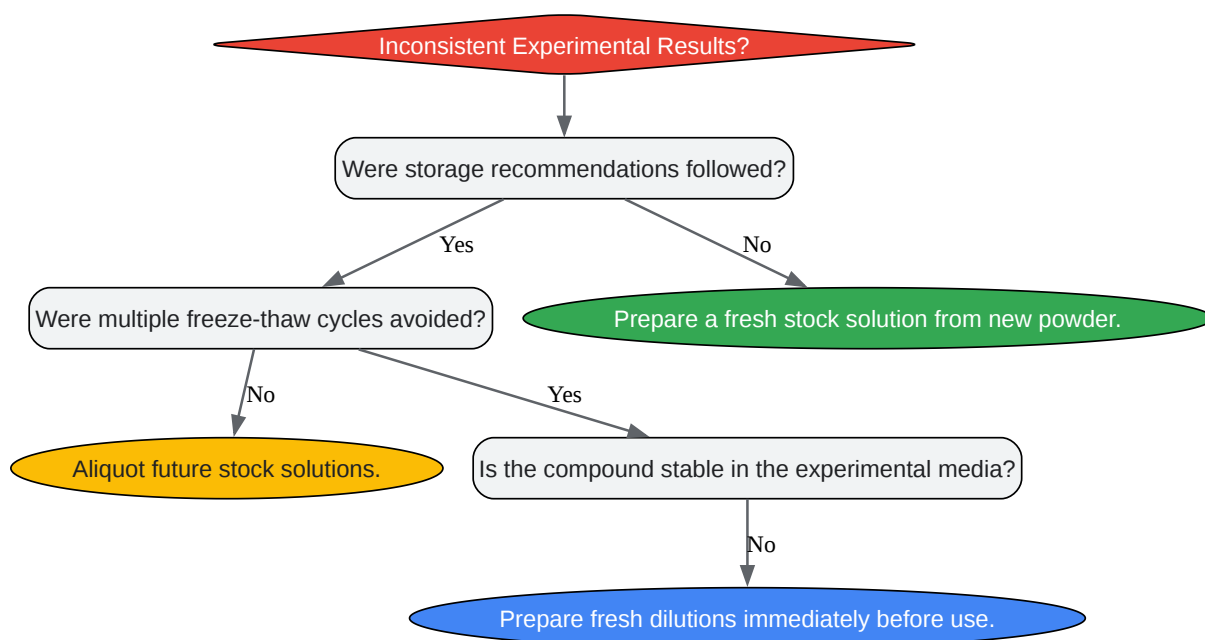 Inconsistent Experimental Results?
Were storage recommendations followed?
Yes
No
Were multiple freeze-thaw cycles avoided?
Prepare a fresh stock solution from new powder.
No
Yes
Aliquot future stock solutions.
Is the compound stable in the experimental media?
No
Prepare fresh dilutions immediately before use.